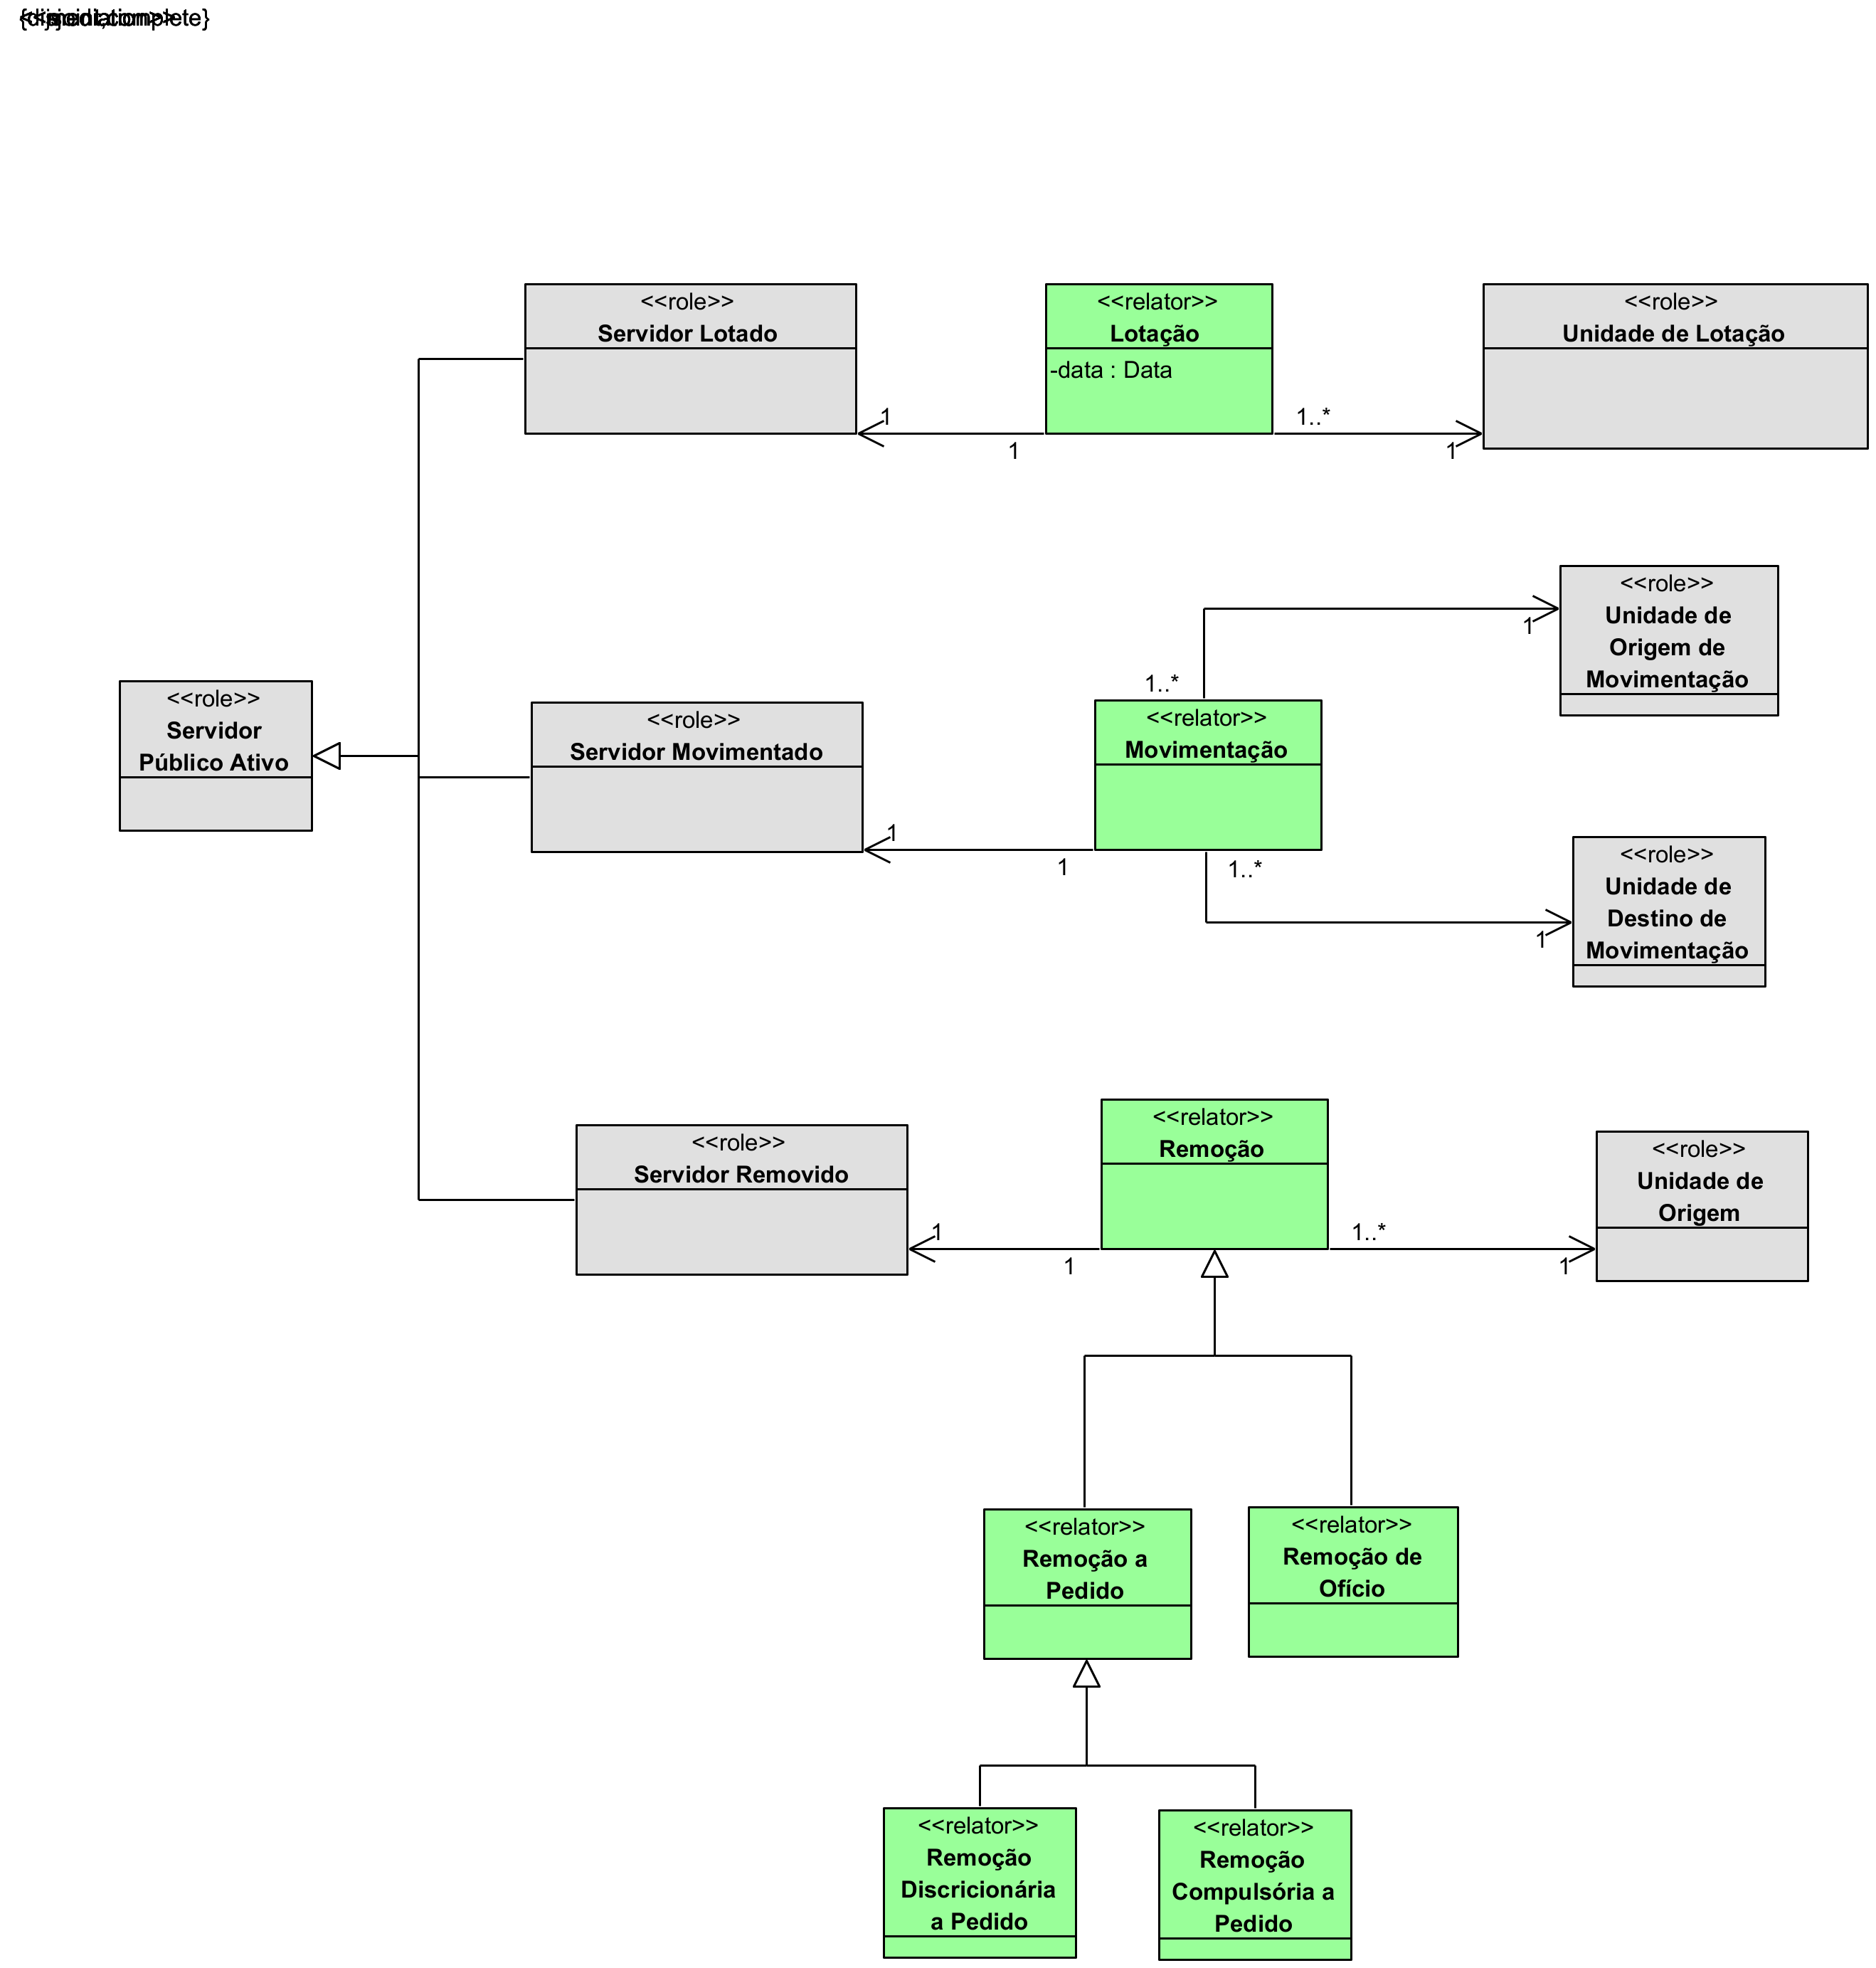 <<role>>
Servidor Lotado
<<relator>>
Lotação
-data : Data
<<role>>
Unidade de Lotação
1
1
1..*
1
<<role>>
Unidade de
Origem de
Movimentação
1
1..*
<<role>>
Servidor
Público Ativo
<<role>>
Servidor Movimentado
<<relator>>
Movimentação
1
1
1..*
<<role>>
Unidade de
Destino de
Movimentação
1
<<relator>>
Remoção
<<role>>
Servidor Removido
<<role>>
Unidade de
Origem
1
1
1..*
1
<<relator>>
Remoção a
Pedido
<<relator>>
Remoção de
Ofício
<<relator>>
Remoção
Discricionária
a Pedido
<<relator>>
Remoção
Compulsória a
Pedido